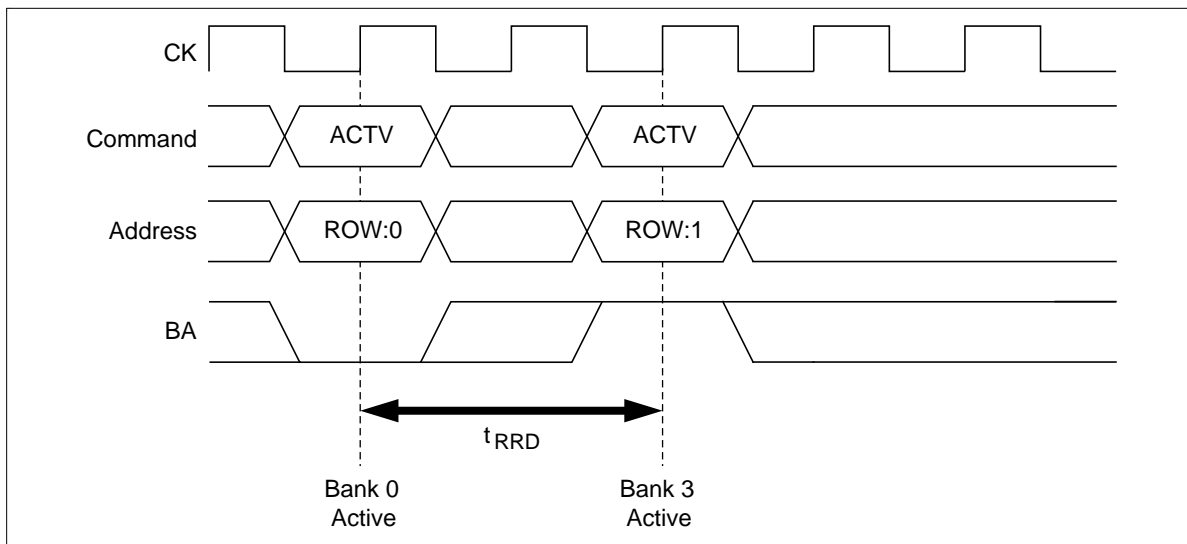 CK
Command
ACTV
ACTV
Address
ROW:0
ROW:1
BA
tRRD
Bank 0
Active
Bank 3
Active